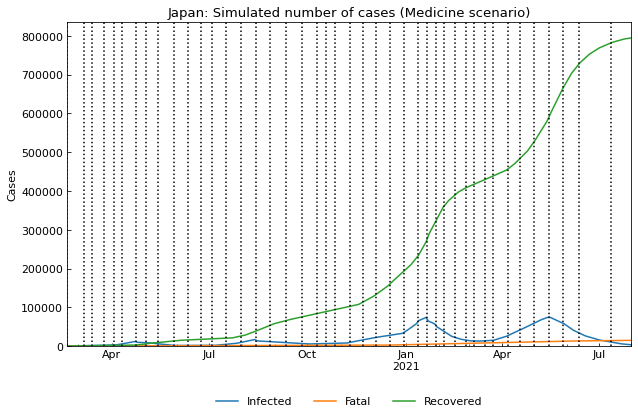 Japan: Simulated number of cases (Medicine scenario)
800000
700000
600000
500000
400000
300000
200000
100000
0
Cases
Apr Jul Oct Jan Apr Jul
2021
Infected Fatal Recovered